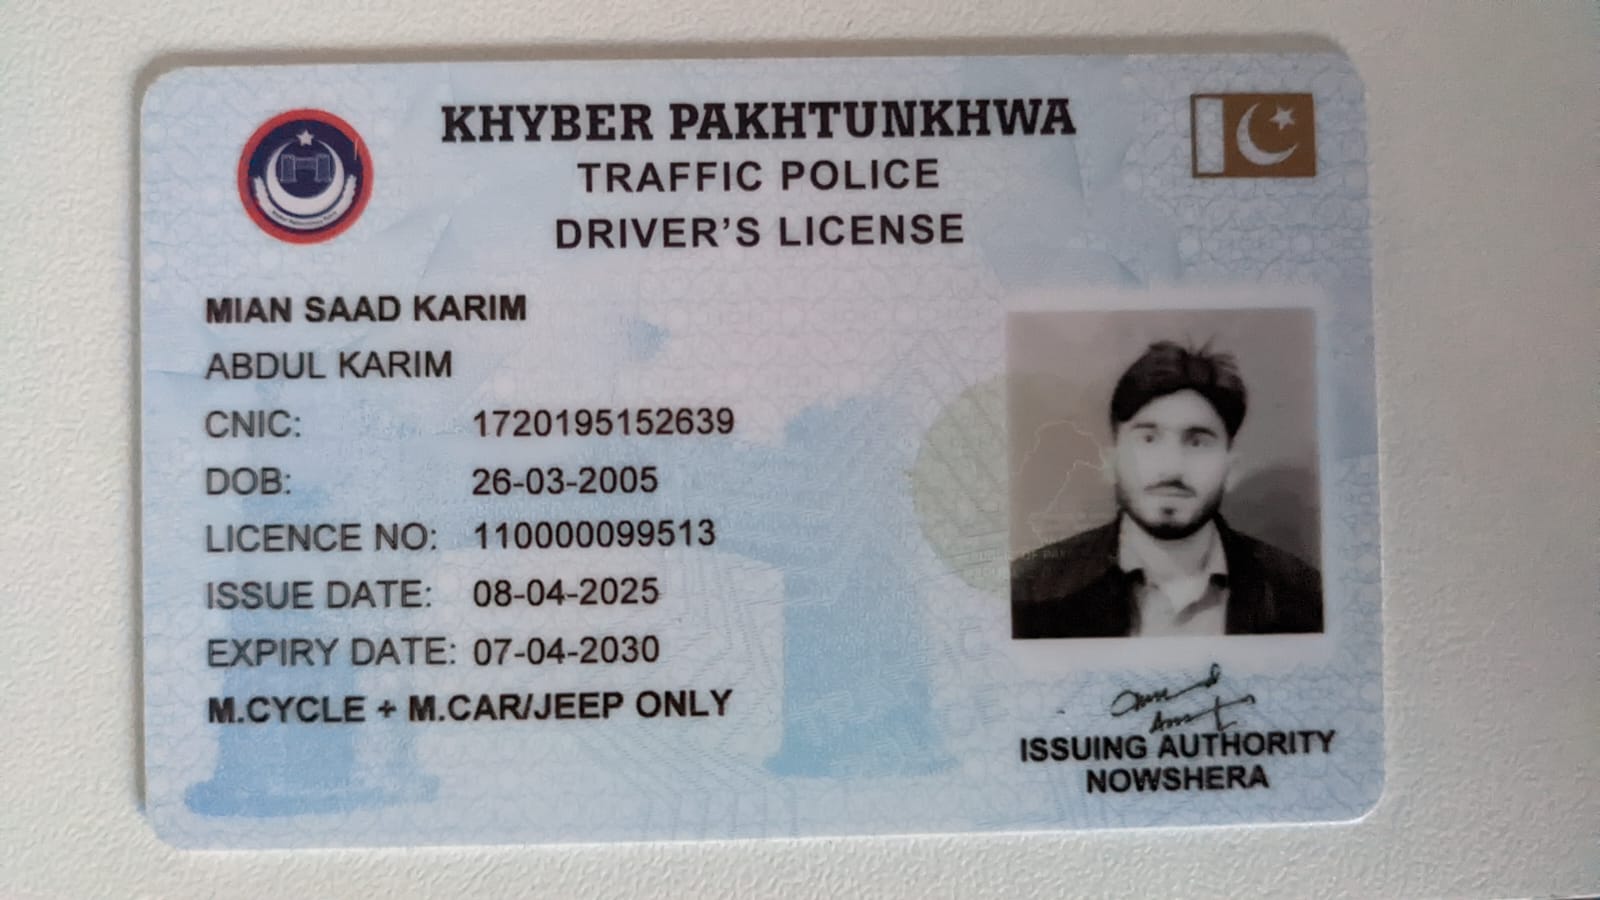 KHYBER PAKHTUNKHWA
TRAFFIC POLICE
DRIVER'S LICENSE
MIAN SAAD KARIM
ABDUL KARIM
CNIC: 1720195152639
DOB: 26-03-2005
LICENCE NO: 110000099513
ISSUE DATE: 08-04-2025
EXPIRY DATE: 07-04-2030
M.CYCLE + M.CAR/JEEP ONLY
ISSUING AUTHORITY
NOWSHERA